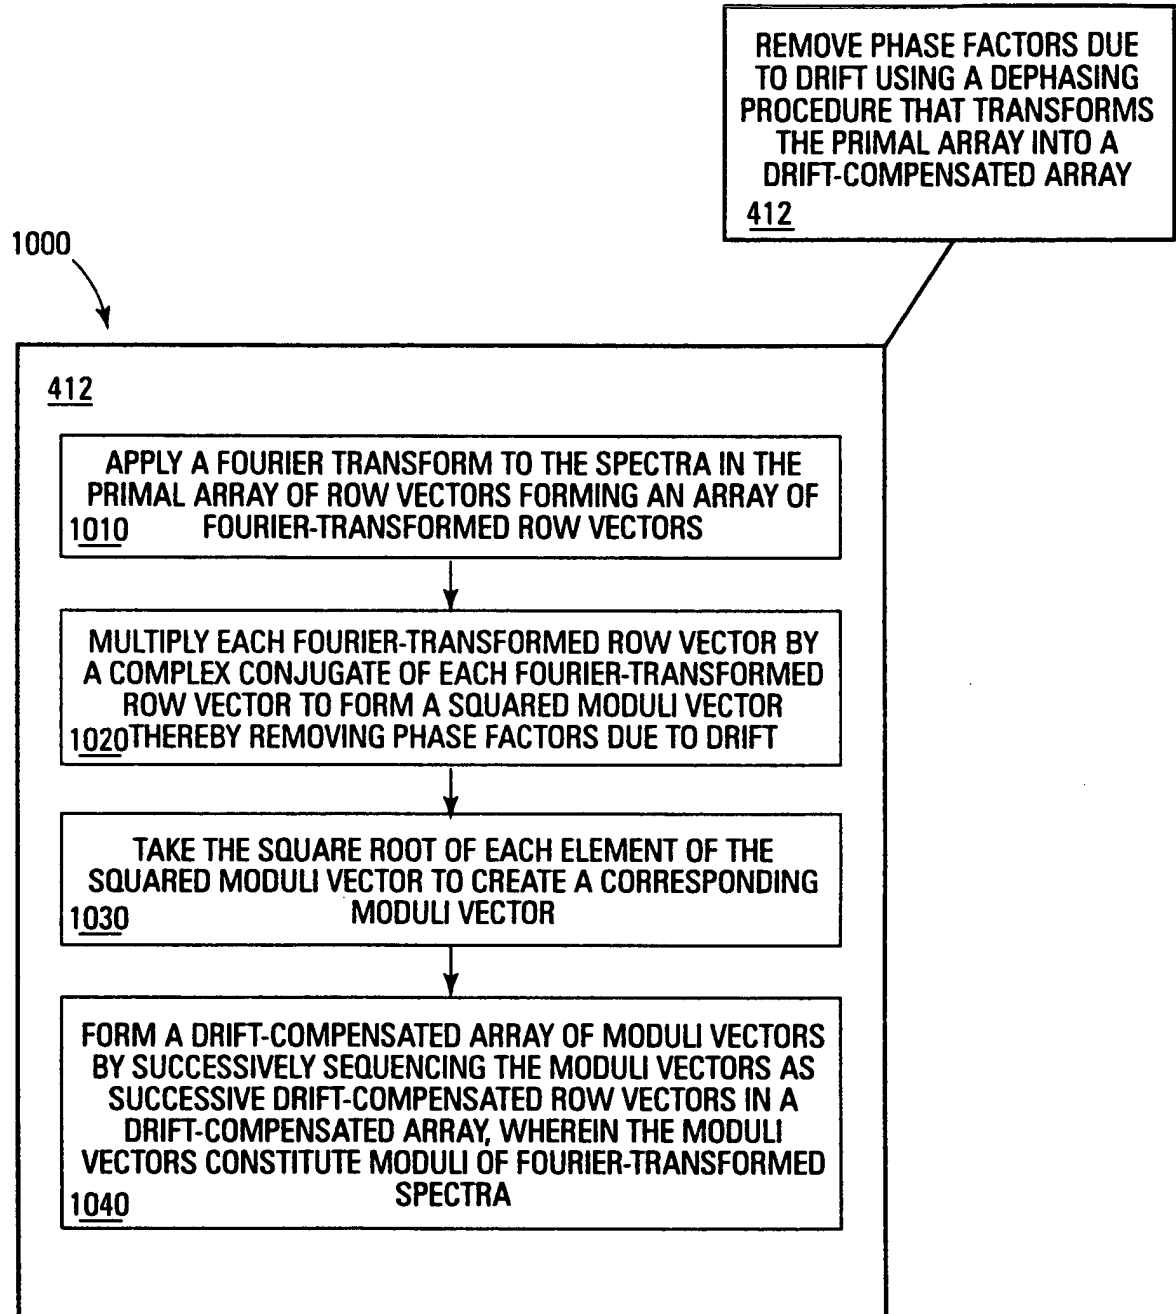 REMOVE PHASE FACTORS DUE
TO DRIFT USING A DEPHASING
PROCEDURE THAT TRANSFORMS
THE PRIMAL ARRAY INTO A
DRIFT-COMPENSATED ARRAY
412
1000
412
APPLY A FOURIER TRANSFORM TO THE SPECTRA IN THE
PRIMAL ARRAY OF ROW VECTORS FORMING AN ARRAY OF
1010 FOURIER-TRANSFORMED ROW VECTORS
MULTIPLY EACH FOURIER-TRANSFORMED ROW VECTOR BY
A COMPLEX CONJUGATE OF EACH FOURIER-TRANSFORMED
ROW VECTOR TO FORM A SQUARED MODULI VECTOR
1020 THEREBY REMOVING PHASE FACTORS DUE TO DRIFT
TAKE THE SQUARE ROOT OF EACH ELEMENT OF THE
SQUARED MODULI VECTOR TO CREATE A CORRESPONDING
1030 MODULI VECTOR
FORM A DRIFT-COMPENSATED ARRAY OF MODULI VECTORS
BY SUCCESSIVELY SEQUENCING THE MODULI VECTORS AS
SUCCESSIVE DRIFT-COMPENSATED ROW VECTORS IN A
DRIFT-COMPENSATED ARRAY, WHEREIN THE MODULI
VECTORS CONSTITUTE MODULI OF FOURIER-TRANSFORMED
1040 SPECTRA